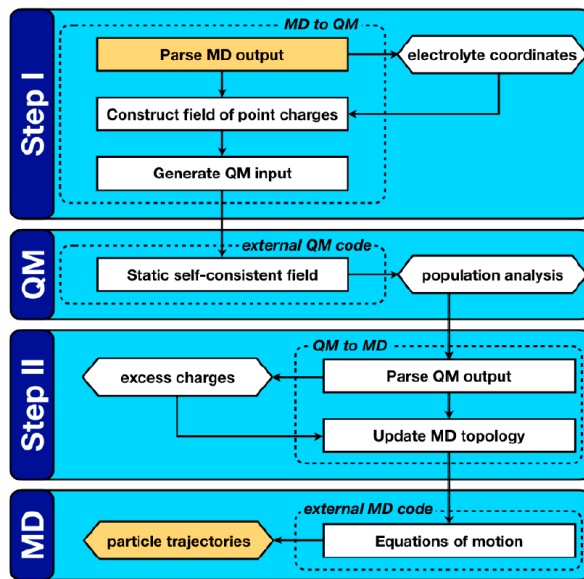 Step I
MD to QM
Parse MD output
electrolyte coordinates
Construct field of point charges
Generate QM input
QM
external QM code
Static self-consistent field
population analysis
Step II
QM to MD
excess charges
Parse QM output
Update MD topology
MD
external MD code
particle trajectories
Equations of motion